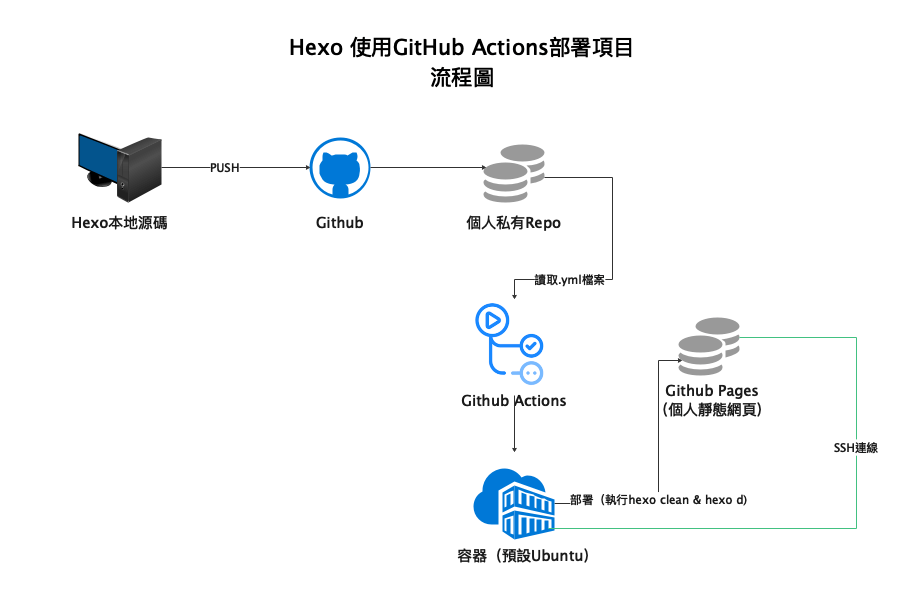 Hexo 使用GitHub Actions部署項目
流程圖
PUSH
Hexo本地源碼
Github
個人私有Repo
讀取.yml檔案
Github Actions
Github Pages
（個人靜態網頁）
SSH連線
部署（執行hexo clean & hexo d）
容器（預設Ubuntu）